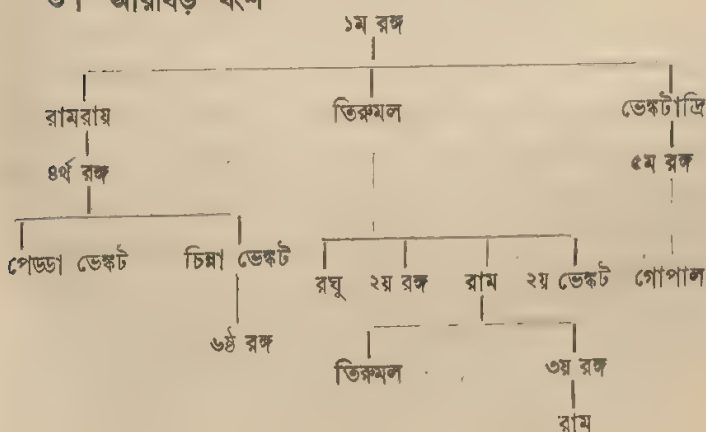 ৩। আরবিড়ু বংশ
১ম রঙ্গ
রামরায় তিরুমল ভেঙ্কটাদ্রি
৪র্থ রঙ্গ ৫ম রঙ্গ
পেড্ডা ভেঙ্কট চিন্না ভেঙ্কট রঘু ২য় রঙ্গ রাম ২য় ভেঙ্কট গোপাল
৬ষ্ঠ রঙ্গ তিরুমল ৩য় রঙ্গ
রাম